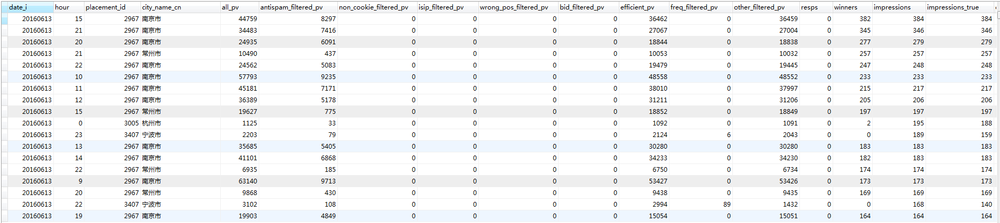 date_i hour placement_id city_name_cn all_pv antispam_filtered_pv non_cookie_filtered_pv isip_filtered_pv wrong_pos_filtered_pv bid_filtered_pv efficient_pv freq_filtered_pv other_filtered_pv resps winners impressions impressions_true
20160613 15 2967 南京市 44759 8297 0 0 0 0 36462 0 36459 0 382 384 384
20160613 21 2967 南京市 34483 7416 0 0 0 0 27067 0 27004 0 345 346 346
20160613 20 2967 南京市 24935 6091 0 0 0 0 18844 0 18838 0 277 279 279
20160613 21 2967 常州市 10490 437 0 0 0 0 10053 0 10032 0 257 257 257
20160613 22 2967 南京市 24562 5083 0 0 0 0 19479 0 19445 0 247 248 248
20160613 10 2967 南京市 57793 9235 0 0 0 0 48558 0 48552 0 233 233 233
20160613 11 2967 南京市 45181 7171 0 0 0 0 38010 0 37997 0 215 217 217
20160613 12 2967 南京市 36389 5178 0 0 0 0 31211 0 31206 0 205 206 206
20160613 15 2967 常州市 19627 775 0 0 0 0 18852 0 18849 0 197 197 197
20160613 0 3005 杭州市 1125 33 0 0 0 0 1092 0 1091 0 2 195 188
20160613 23 3407 宁波市 2203 79 0 0 0 0 2124 6 2043 0 0 189 159
20160613 13 2967 南京市 35685 5405 0 0 0 0 30280 0 30280 0 183 183 183
20160613 14 2967 南京市 41101 6868 0 0 0 0 34233 0 34230 0 182 183 183
20160613 22 2967 常州市 6935 185 0 0 0 0 6750 0 6734 0 174 174 174
20160613 9 2967 南京市 63140 9713 0 0 0 0 53427 0 53426 0 173 173 173
20160613 20 2967 常州市 9868 430 0 0 0 0 9438 0 9435 0 169 169 169
20160613 22 3407 宁波市 3102 108 0 0 0 0 2994 89 1432 0 0 168 140
20160613 19 2967 南京市 19903 4849 0 0 0 0 15054 0 15051 0 164 164 164